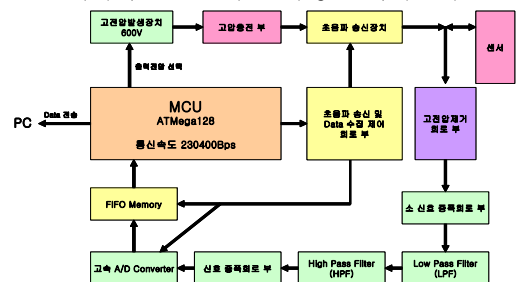 고전압발생장치
600V
고압충전 부
초음파 송신장치
센서
출력전압 선택
PC
Data 전송
MCU
ATMega128
통신속도 230400Bps
초음파 송신 및
Data 수집 제어
회로 부
고전압제거
회로 부
FIFO Memory
소 신호 증폭회로 부
고속 A/D Converter
신호 증폭회로 부
High Pass Filter
(HPF)
Low Pass Filter
(LPF)